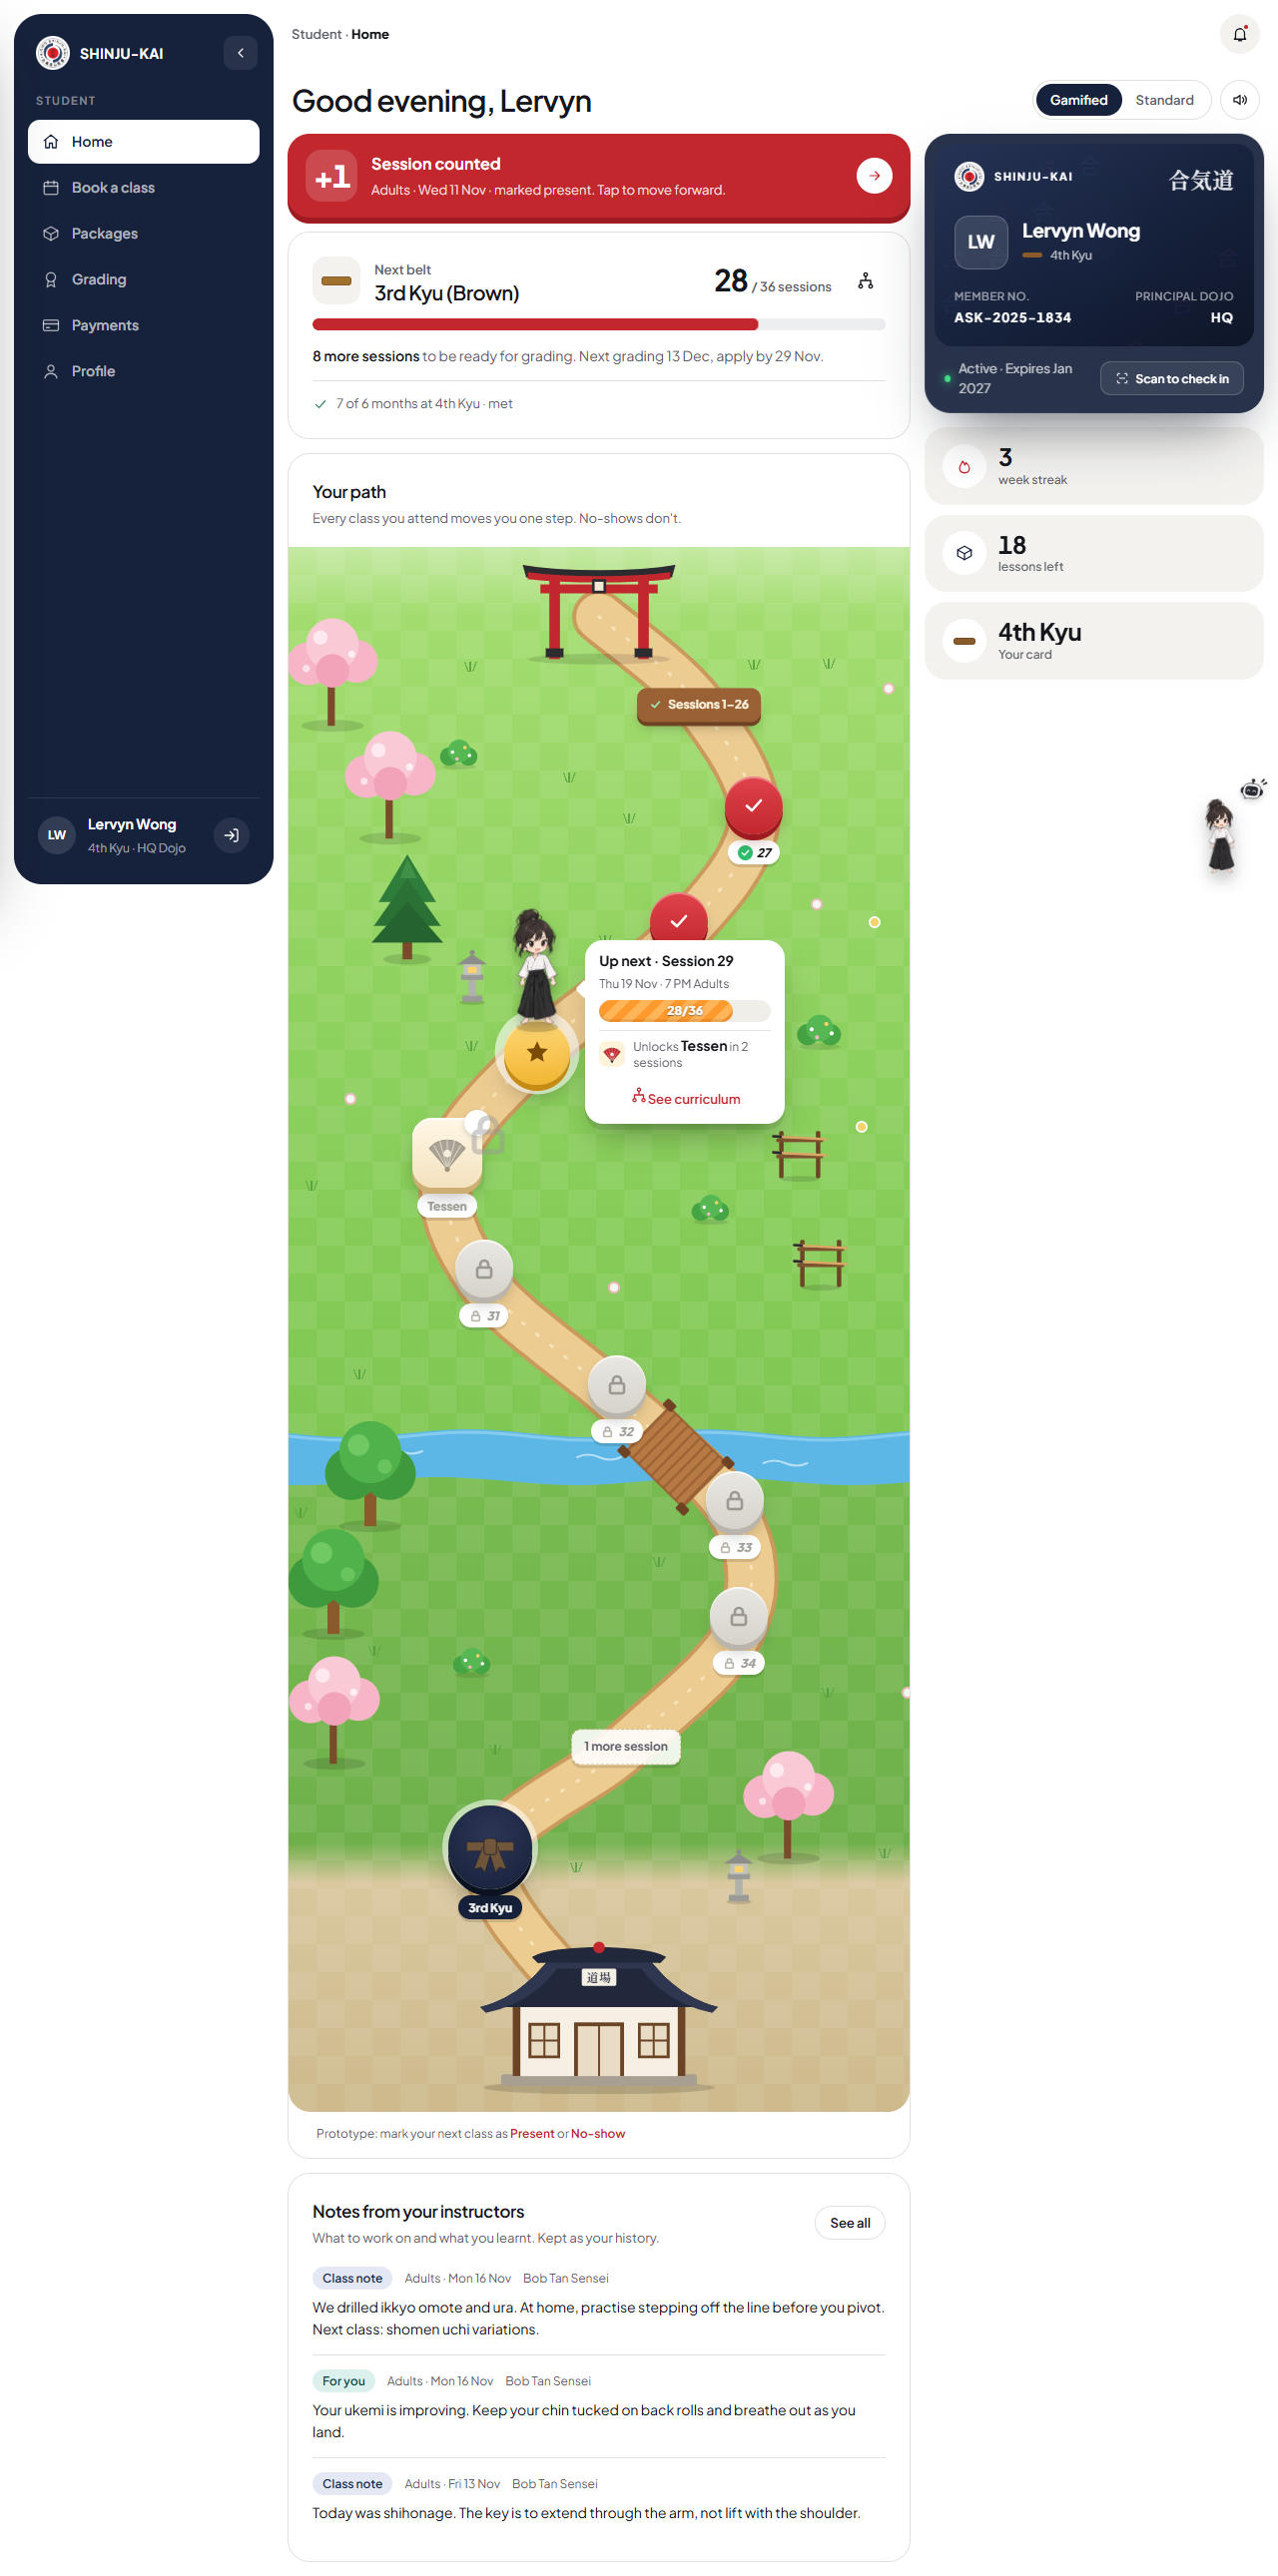 SHINJU-KAI
STUDENT
Home
Book a class
Packages
Grading
Payments
Profile
LW
Lervyn Wong
4th Kyu · HQ Dojo
Student · Home
Good evening, Lervyn
Gamified
Standard
+1
Session counted
Adults · Wed 11 Nov · marked present. Tap to move forward.
Next belt
3rd Kyu (Brown)
28 / 36 sessions
8 more sessions to be ready for grading. Next grading 13 Dec, apply by 29 Nov.
7 of 6 months at 4th Kyu · met
Your path
Every class you attend moves you one step. No-shows don't.
Sessions 1–26
27
Up next · Session 29
Thu 19 Nov · 7 PM Adults
28/36
Unlocks Tessen in 2
sessions
See curriculum
Tessen
31
32
33
34
1 more session
3rd Kyu
道場
Prototype: mark your next class as Present or No-show
Notes from your instructors
What to work on and what you learnt. Kept as your history.
See all
Class note
Adults · Mon 16 Nov
Bob Tan Sensei
We drilled ikkyo omote and ura. At home, practise stepping off the line before you pivot.
Next class: shomen uchi variations.
For you
Adults · Mon 16 Nov
Bob Tan Sensei
Your ukemi is improving. Keep your chin tucked on back rolls and breathe out as you
land.
Class note
Adults · Fri 13 Nov
Bob Tan Sensei
Today was shihonage. The key is to extend through the arm, not lift with the shoulder.
SHINJU-KAI
合気道
LW
Lervyn Wong
4th Kyu
MEMBER NO.
PRINCIPAL DOJO
ASK-2025-1834
HQ
Active · Expires Jan
2027
Scan to check in
3
week streak
18
lessons left
4th Kyu
Your card